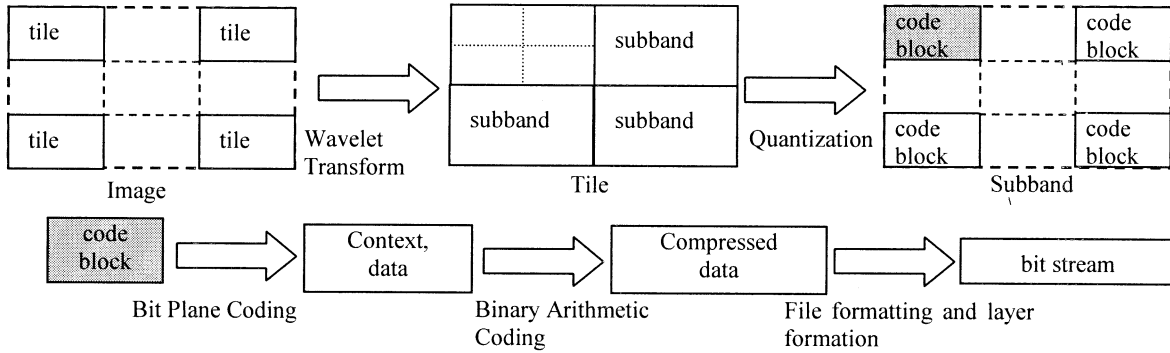 tile tile
subband
code block
code block
tile tile
subband subband
code block
code block
Wavelet Transform
Quantization
Image
Tile
Subband
code block
Context, data
Compressed data
bit stream
Bit Plane Coding
Binary Arithmetic Coding
File formatting and layer formation